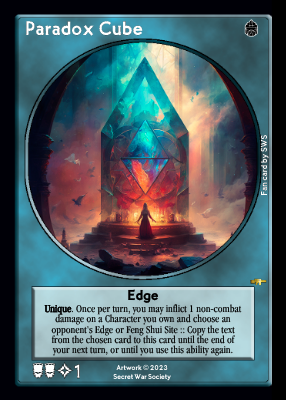 Paradox Cube
Fan card by SWS
Edge
Unique. Once per turn, you may inflict 1 non-combat
damage on a Character you own and choose an
opponent's Edge or Feng Shui Site :: Copy the text
from the chosen card to this card until the end of
your next turn, or until you use this ability again.
1
Artwork © 2023
Secret War Society